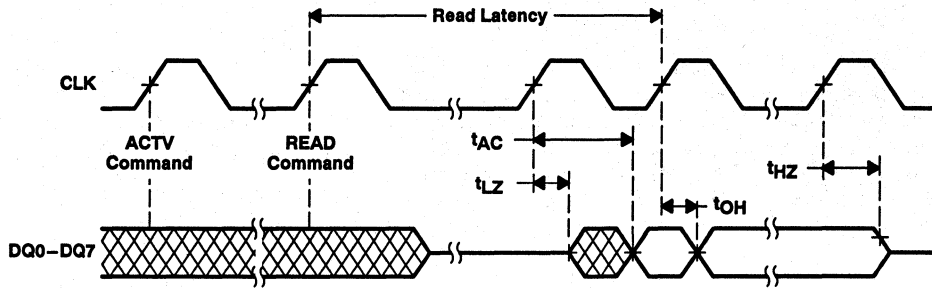 Read Latency
CLK
ACTV
Command
READ
Command
tAC
tLZ
tHZ
tOH
DQ0–DQ7